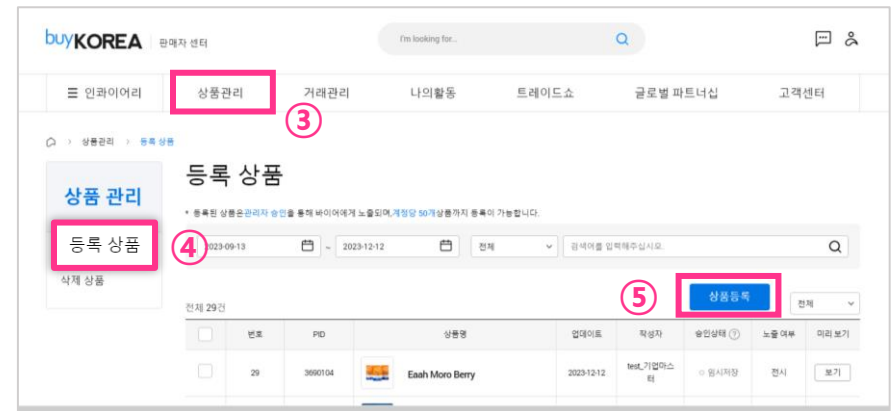 buyKOREA 판매자 센터 I'm looking for...
☰ 인콰이어리 상품관리 거래관리 나의활동 트레이드쇼 글로벌 파트너십 고객센터
③
> 상품관리 > 등록 상품
상품 관리
등록 상품
삭제 상품
④
등록 상품
* 등록된 상품은관리자 승인을 통해 바이어에게 노출되며,계정당 50개상품까지 등록이 가능합니다.
2023-09-13 ~ 2023-12-12 전체 검색어를 입력해주십시요.
⑤ 상품등록
전체 29건 전체
번호 PID 상품명 업데이트 작성자 승인상태 ? 노출 여부 미리 보기
29 3690104 Eaah Moro Berry 2023-12-12 test_기업마스터 ○ 임시저장 전시 보기